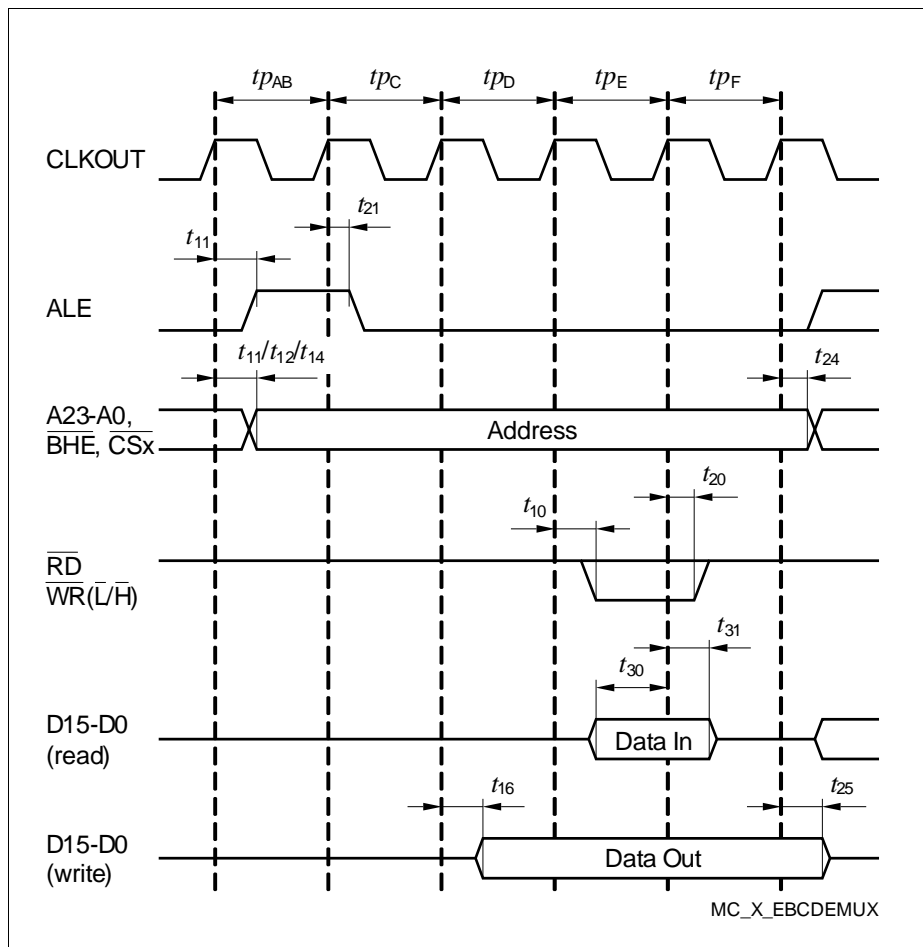 tpAB tpC tpD tpE tpF
CLKOUT
t21
t11
ALE
t11/t12/t14
t24
A23-A0,
BHE, CSx
Address
t20
t10
RD
WR(L/H)
t31
t30
D15-D0
(read)
Data In
t16
t25
D15-D0
(write)
Data Out
MC_X_EBCDEMUX